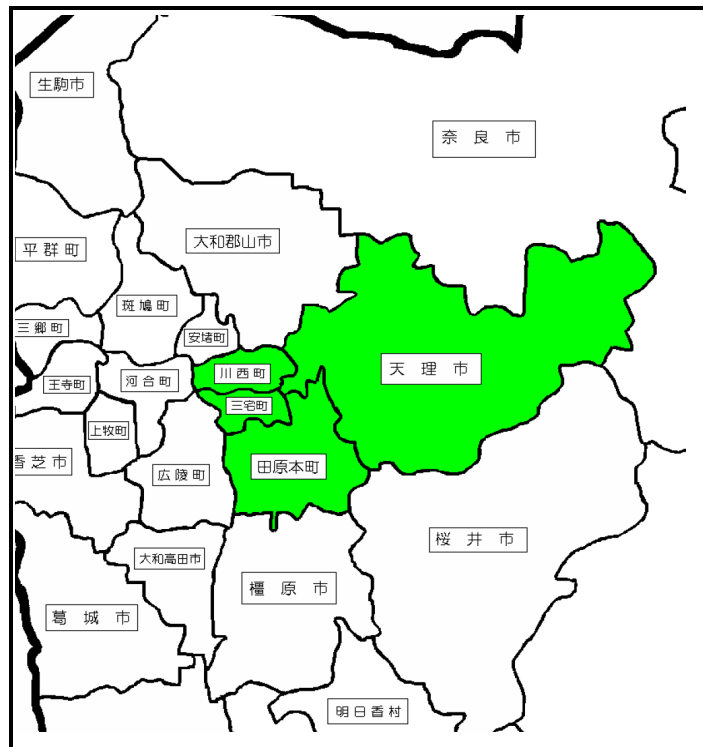 生駒市
奈良市
大和郡山市
平群町
斑鳩町
安堵町
三郷町
川西町
天理市
王寺町
河合町
三宅町
上牧町
香芝市
広陵町
田原本町
桜井市
大和高田市
橿原市
葛城市
明日香村